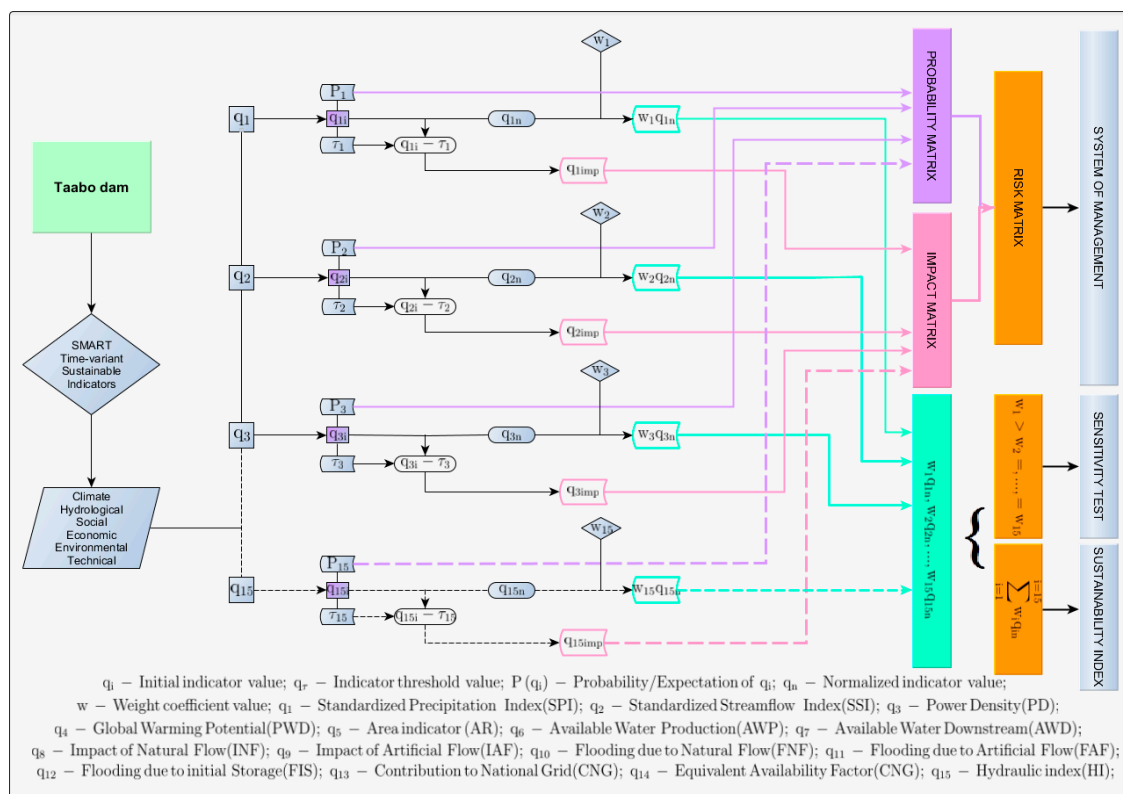 w₁
P₁
q₁
q₁ᵢ
q₁ₙ
w₁q₁ₙ
τ₁
q₁ᵢ − τ₁
q₁imp
Taabo dam
w₂
P₂
q₂
q₂ᵢ
q₂ₙ
w₂q₂ₙ
τ₂
q₂ᵢ − τ₂
q₂imp
SMART
Time-variant
Sustainable
Indicators
w₃
P₃
q₃
q₃ᵢ
q₃ₙ
w₃q₃ₙ
τ₃
q₃ᵢ − τ₃
q₃imp
Climate
Hydrological
Social
Economic
Environmental
Technical
w₁₅
P₁₅
q₁₅
q₁₅ᵢ
q₁₅ₙ
w₁₅q₁₅ₙ
τ₁₅
q₁₅ᵢ − τ₁₅
q₁₅imp
PROBABILITY MATRIX
IMPACT MATRIX
w₁q₁ₙ, w₂q₂ₙ, ..., w₁₅q₁₅ₙ
{
RISK MATRIX
w₁ > w₂ =, ..., = w₁₅
i=15
∑ wᵢqᵢₙ
i=1
SYSTEM OF MANAGEMENT
SENSITIVITY TEST
SUSTAINABILITY INDEX
qᵢ − Initial indicator value; q_τ − Indicator threshold value; P (qᵢ) − Probability/Expectation of qᵢ; qₙ − Normalized indicator value;
w − Weight coefficient value; q₁ − Standardized Precipitation Index(SPI); q₂ − Standardized Streamflow Index(SSI); q₃ − Power Density(PD);
q₄ − Global Warming Potential(PWD); q₅ − Area indicator (AR); q₆ − Available Water Production(AWP); q₇ − Available Water Downstream(AWD);
q₈ − Impact of Natural Flow(INF); q₉ − Impact of Artificial Flow(IAF); q₁₀ − Flooding due to Natural Flow(FNF); q₁₁ − Flooding due to Artificial Flow(FAF);
q₁₂ − Flooding due to initial Storage(FIS); q₁₃ − Contribution to National Grid(CNG); q₁₄ − Equivalent Availability Factor(CNG); q₁₅ − Hydraulic index(HI);